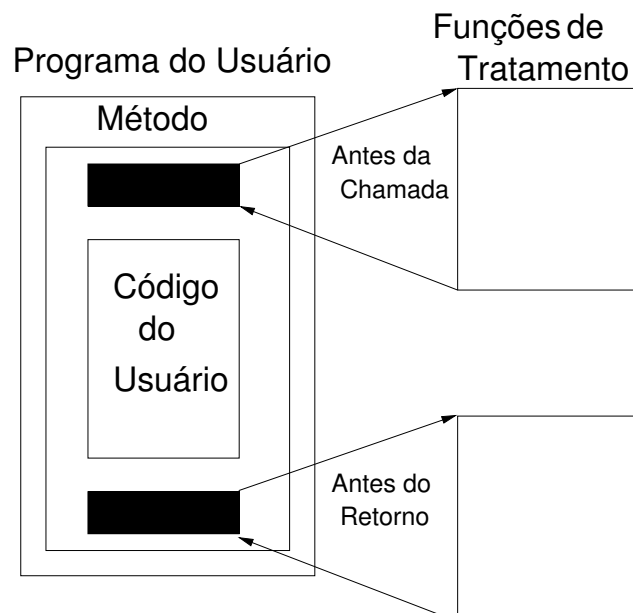 Funções de
Tratamento
Programa do Usuário
Método
Antes da
Chamada
Código
do
Usuário
Antes do
Retorno